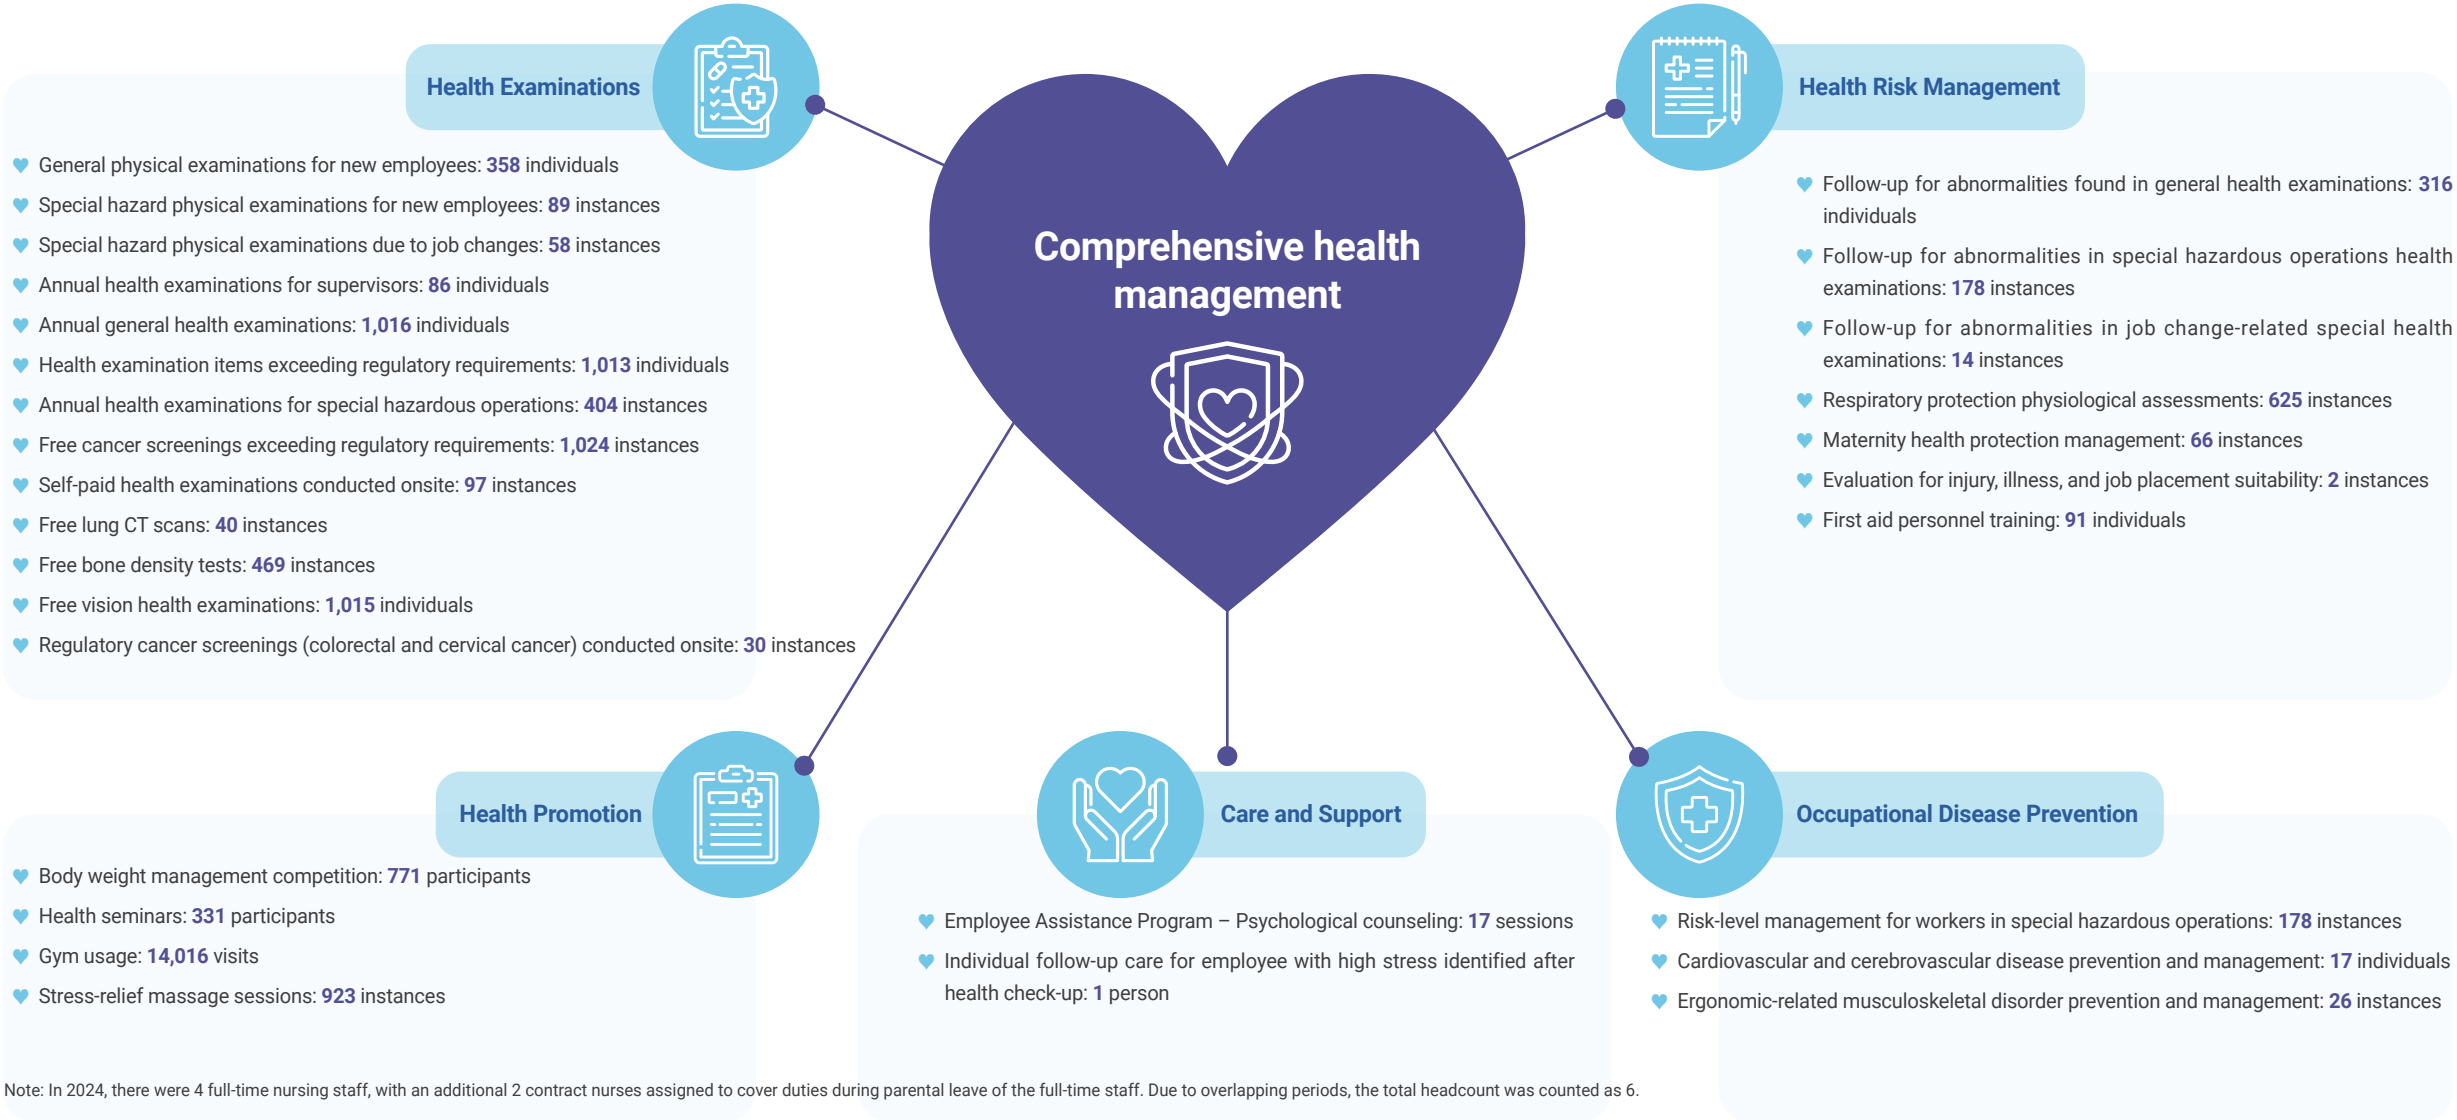 Health Examinations
General physical examinations for new employees: 358 individuals
Special hazard physical examinations for new employees: 89 instances
Special hazard physical examinations due to job changes: 58 instances
Annual health examinations for supervisors: 86 individuals
Annual general health examinations: 1,016 individuals
Health examination items exceeding regulatory requirements: 1,013 individuals
Annual health examinations for special hazardous operations: 404 instances
Free cancer screenings exceeding regulatory requirements: 1,024 instances
Self-paid health examinations conducted onsite: 97 instances
Free lung CT scans: 40 instances
Free bone density tests: 469 instances
Free vision health examinations: 1,015 individuals
Regulatory cancer screenings (colorectal and cervical cancer) conducted onsite: 30 instances
Comprehensive health
management
Health Risk Management
Follow-up for abnormalities found in general health examinations: 316
individuals
Follow-up for abnormalities in special hazardous operations health
examinations: 178 instances
Follow-up for abnormalities in job change-related special health
examinations: 14 instances
Respiratory protection physiological assessments: 625 instances
Maternity health protection management: 66 instances
Evaluation for injury, illness, and job placement suitability: 2 instances
First aid personnel training: 91 individuals
Health Promotion
Body weight management competition: 771 participants
Health seminars: 331 participants
Gym usage: 14,016 visits
Stress-relief massage sessions: 923 instances
Care and Support
Employee Assistance Program – Psychological counseling: 17 sessions
Individual follow-up care for employee with high stress identified after
health check-up: 1 person
Occupational Disease Prevention
Risk-level management for workers in special hazardous operations: 178 instances
Cardiovascular and cerebrovascular disease prevention and management: 17 individuals
Ergonomic-related musculoskeletal disorder prevention and management: 26 instances
Note: In 2024, there were 4 full-time nursing staff, with an additional 2 contract nurses assigned to cover duties during parental leave of the full-time staff. Due to overlapping periods, the total headcount was counted as 6.